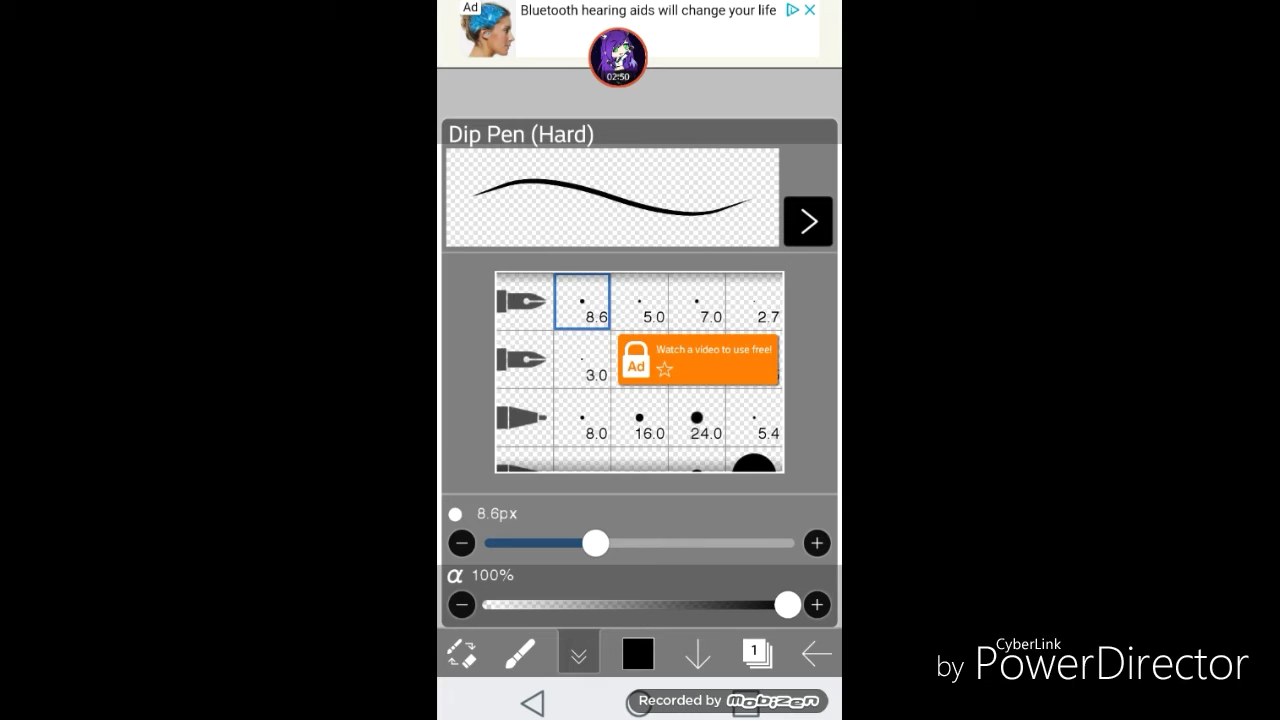 Ad
Bluetooth hearing aids will change your life
02:50
Dip Pen (Hard)
8.6
5.0
7.0
2.7
3.0
Ad
Watch a video to use free!
8.0
16.0
24.0
5.4
8.6px
α 100%
1
CyberLink
by PowerDirector
Recorded by mobizen